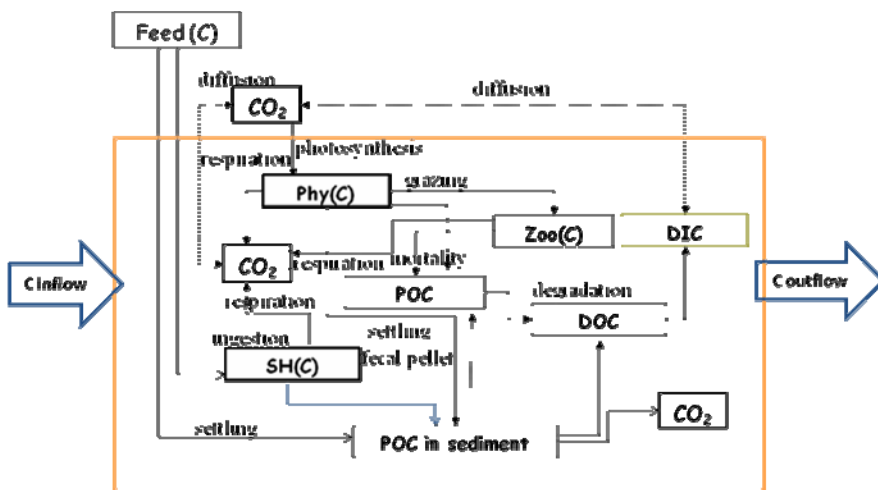 Feed (C)
diffusion
diffusion
CO₂
photosynthesis
respiration
grazing
Phy(C)
Zoo(C)
DIC
C inflow
C outflow
CO₂
respiration
mortality
POC
degradation
DOC
respiration
settling
ingestion
fecal pellet
SH(C)
CO₂
settling
POC in sediment